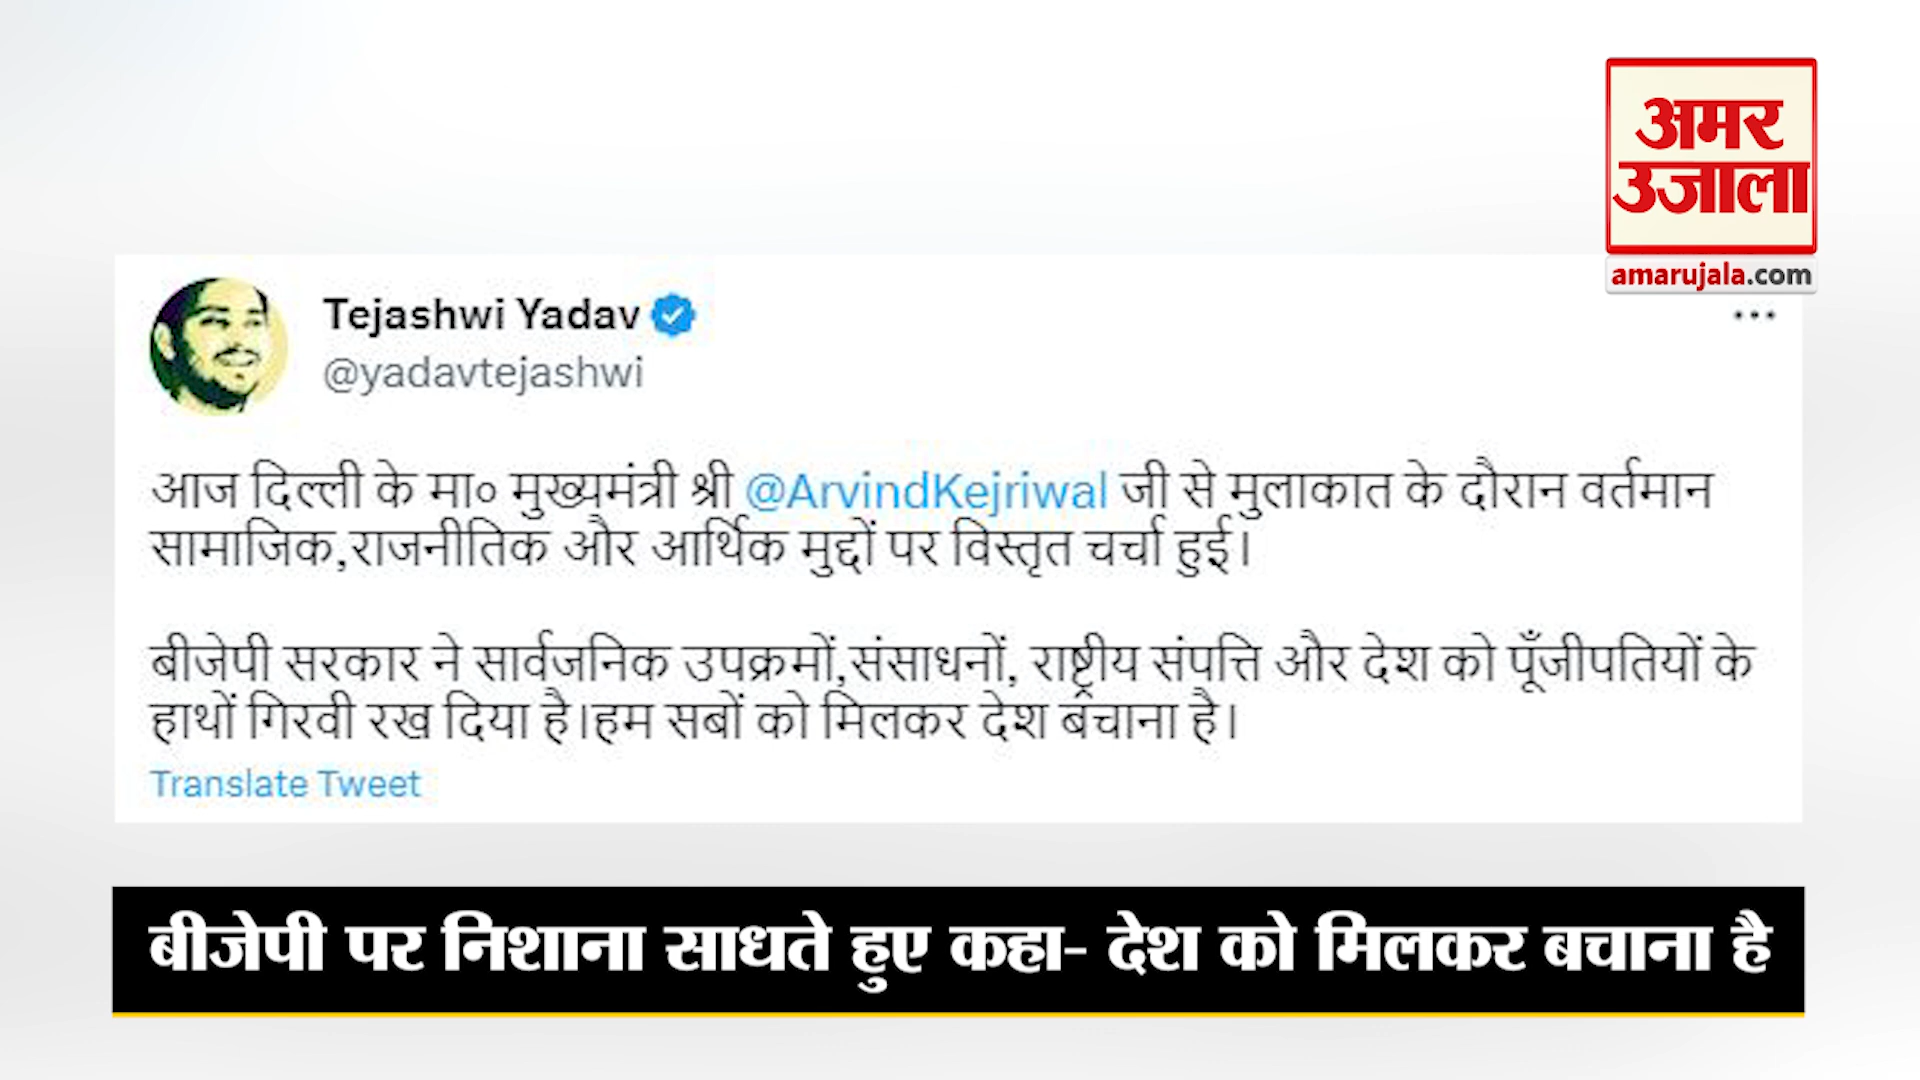 अमर
उजाला
amarujala.com
Tejashwi Yadav
@yadavtejashwi
आज दिल्ली के मा० मुख्यमंत्री श्री @ArvindKejriwal जी से मुलाकात के दौरान वर्तमान
सामाजिक,राजनीतिक और आर्थिक मुद्दों पर विस्तृत चर्चा हुई।
बीजेपी सरकार ने सार्वजनिक उपक्रमों,संसाधनों, राष्ट्रीय संपत्ति और देश को पूँजीपतियों के
हाथों गिरवी रख दिया है।हम सबों को मिलकर देश बचाना है।
Translate Tweet
बीजेपी पर निशाना साधते हुए कहा- देश को मिलकर बचाना है